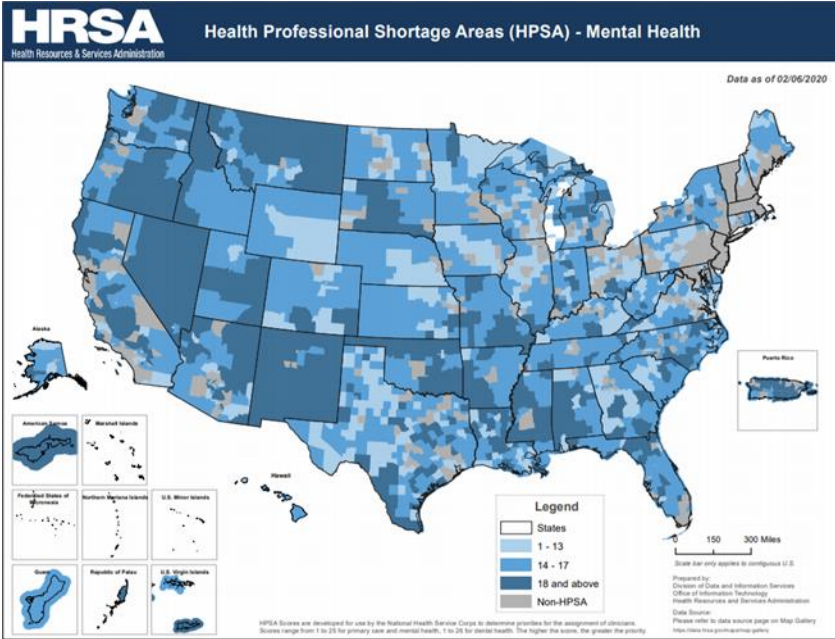 HRSA
Health Resources & Services Administration
Health Professional Shortage Areas (HPSA) - Mental Health
Data as of 02/06/2020
Alaska
American Samoa
Marshall Islands
Federated States of
Micronesia
Northern Mariana Islands
U.S. Minor Islands
Guam
Republic of Palau
U.S. Virgin Islands
Hawaii
Puerto Rico
Legend
States
1 - 13
14 - 17
18 and above
Non-HPSA
0 150 300 Miles
Scale bar only applies to contiguous U.S.
Prepared by:
Division of Data and Information Services
Office of Information Technology
Health Resources and Services Administration
Data Source:
Please refer to data source page on Map Gallery
https://data.hrsa.gov/maps/map-gallery
HPSA Scores are developed for use by the National Health Service Corps to determine priorities for the assignment of clinicians.
Scores range from 1 to 25 for primary care and mental health, 1 to 26 for dental health. The higher the score, the greater the priority.